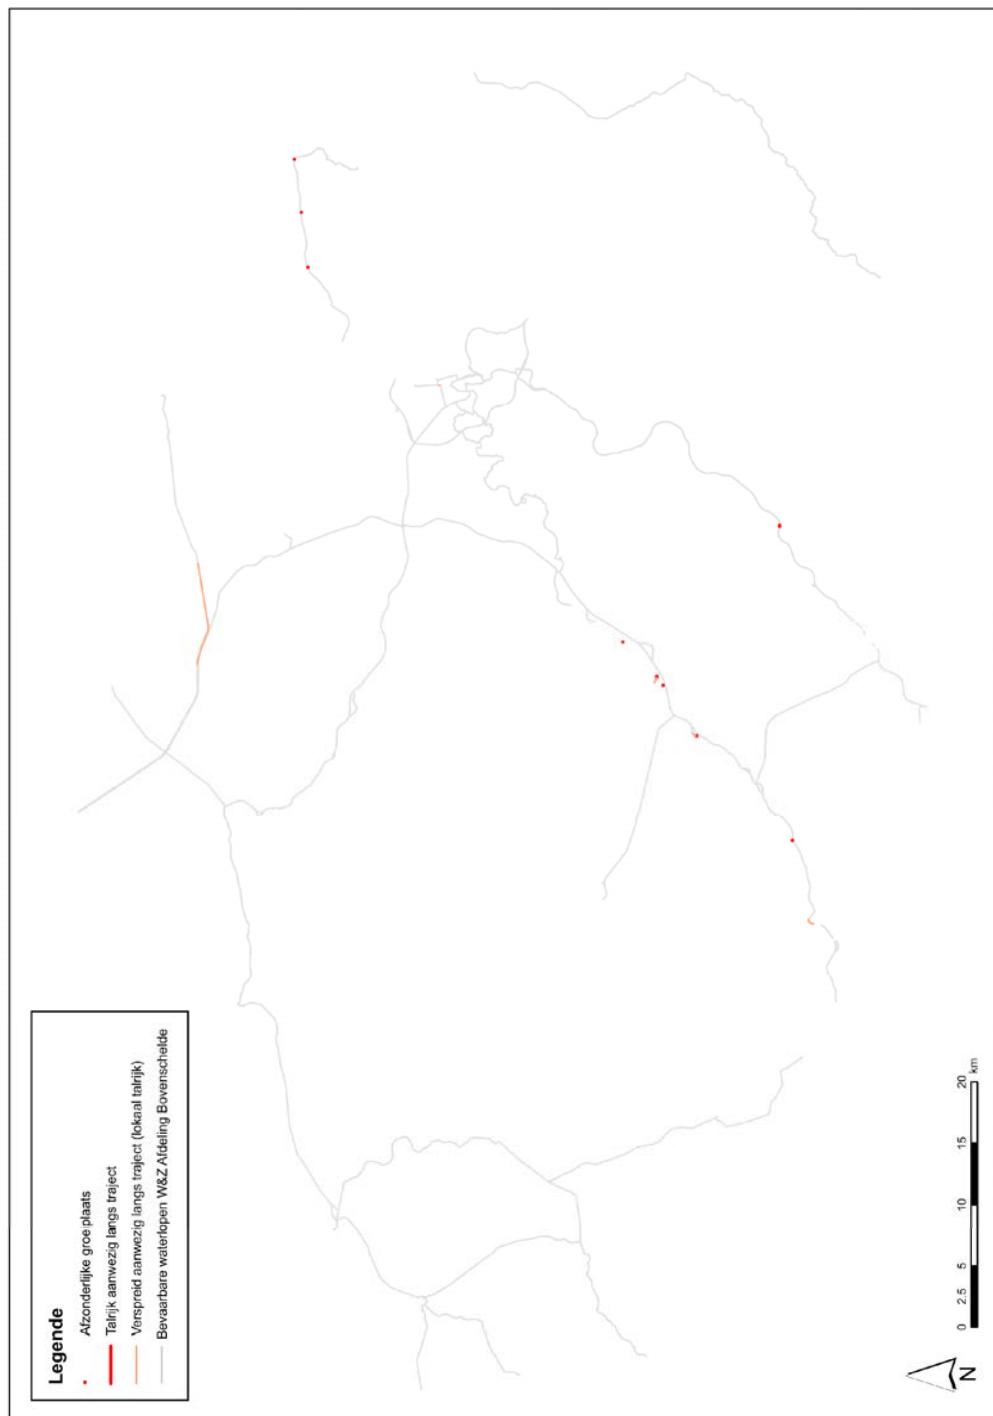 Legende
Afzonderlijke groeiplaats
Talrijk aanwezig langs traject
Verspreid aanwezig langs traject (lokaal talrijk)
Bevaarbare waterlopen W&Z Afdeling Bovenschelde
0 2.5 5 10 15 20
km
N